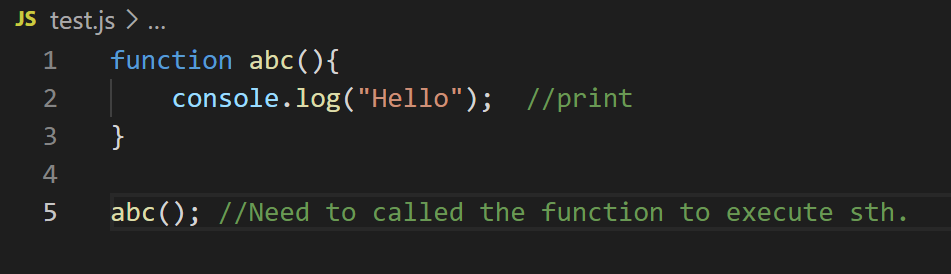 JS test.js > ...
1 function abc(){
2     console.log("Hello");  //print
3 }
4
5 abc(); //Need to called the function to execute sth.